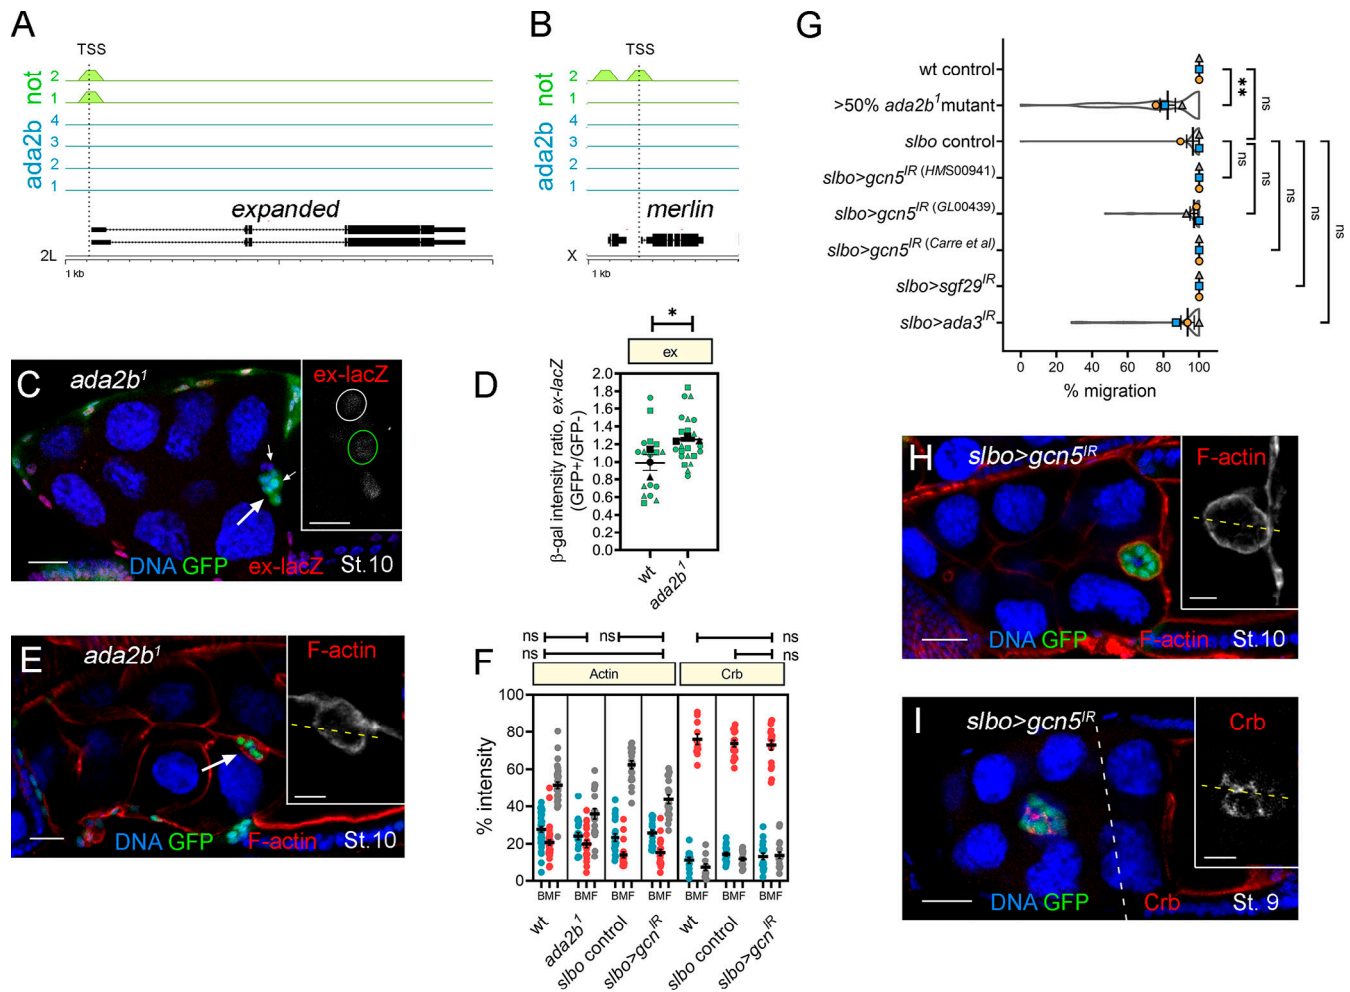 A
TSS
not
2
1
ada2b
4
3
2
1
expanded
2L
1 kb
B
TSS
not
2
1
ada2b
4
3
2
1
merlin
X
1 kb
G
wt control
>50% ada2b¹mutant
slbo control
slbo>gcn5ᴵᴿ (HMS00941)
slbo>gcn5ᴵᴿ (GL00439)
slbo>gcn5ᴵᴿ (Carre et al)
slbo>sgf29ᴵᴿ
slbo>ada3ᴵᴿ
0 20 40 60 80 100
% migration
***
ns
ns
ns
ns
ns
ns
C
ada2b¹
ex-lacZ
DNA GFP ex-lacZ St.10
D
*
ex
β-gal intensity ratio, ex-lacZ
(GFP+/GFP-)
2.0
1.8
1.6
1.4
1.2
1.0
0.8
0.6
0.4
0.2
0.0
wt
ada2b¹
E
ada2b¹
F-actin
DNA GFP F-actin St.10
F
ns ns ns
ns ns
Actin Crb
% intensity
100
80
60
40
20
0
BMF BMF BMF BMF BMF BMF BMF
wt
ada2b¹
slbo control
slbo>gcnᴵᴿ
wt
slbo control
slbo>gcn5ᴵᴿ
H
slbo>gcn5ᴵᴿ
F-actin
DNA GFP F-actin St.10
I
slbo>gcn5ᴵᴿ
Crb
DNA GFP Crb St. 9